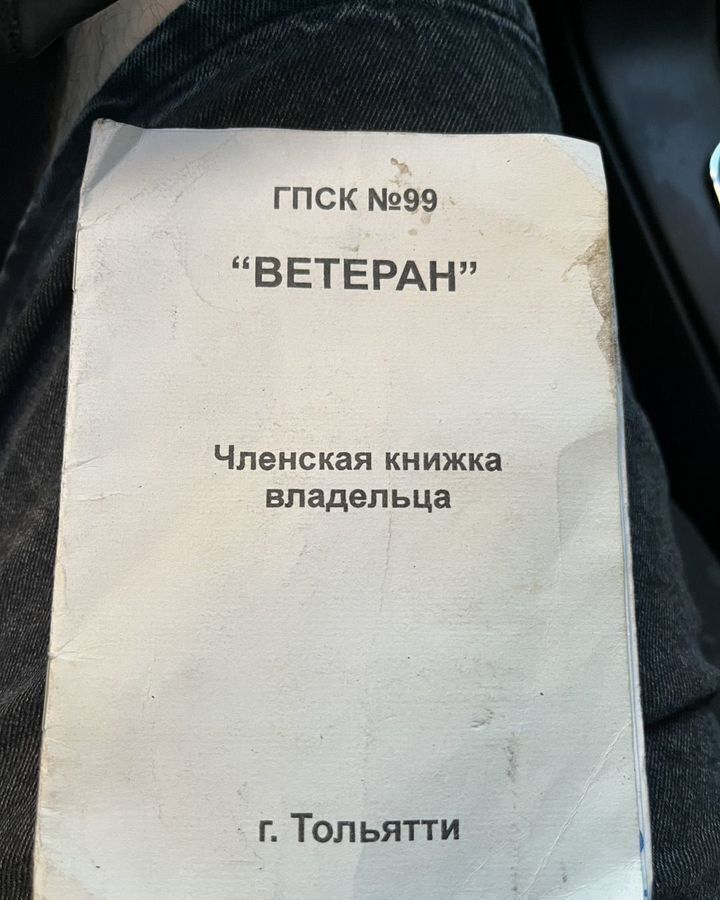 ГПСК №99
“ВЕТЕРАН”
Членская книжка
владельца
г. Тольятти